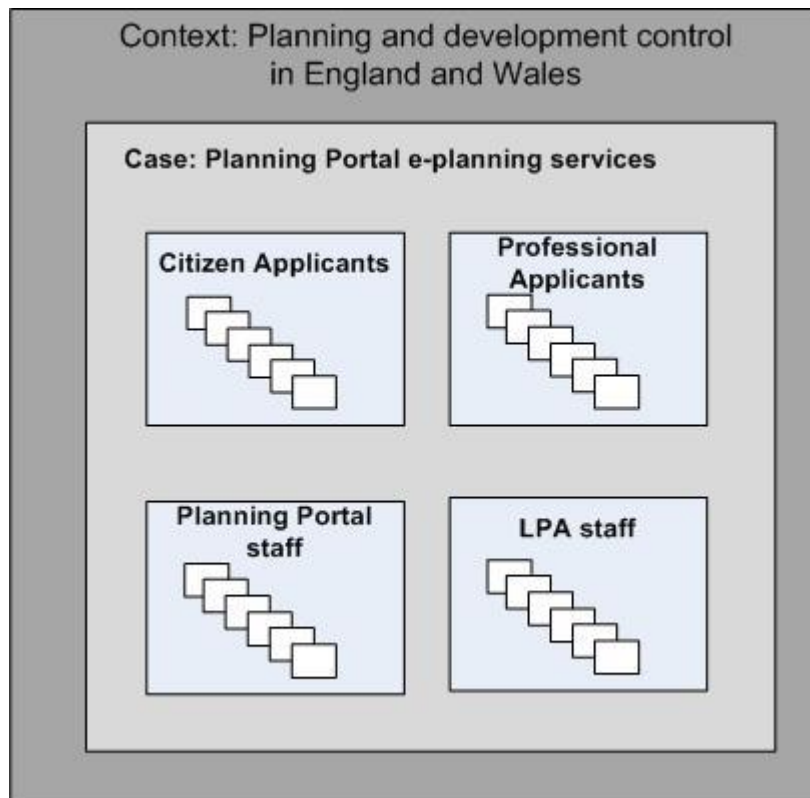 Context: Planning and development control
in England and Wales
Case: Planning Portal e-planning services
Citizen Applicants
Professional
Applicants
Planning Portal
staff
LPA staff